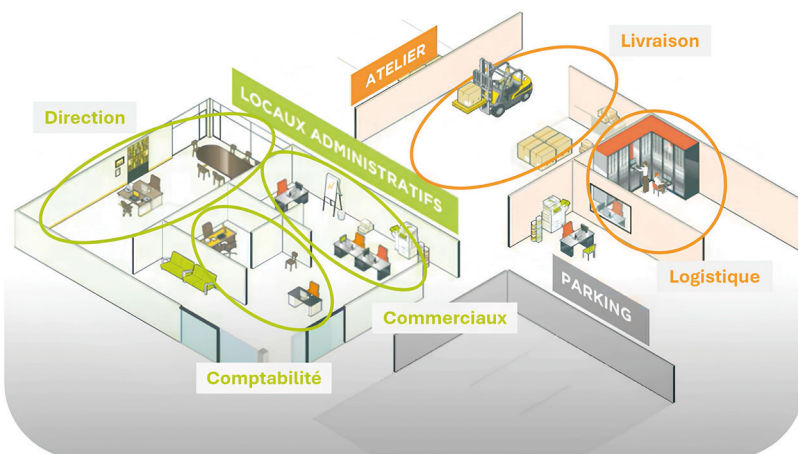 Livraison
ATELIER
Direction
LOCAUX ADMINISTRATIFS
Logistique
PARKING
Commerciaux
Comptabilité